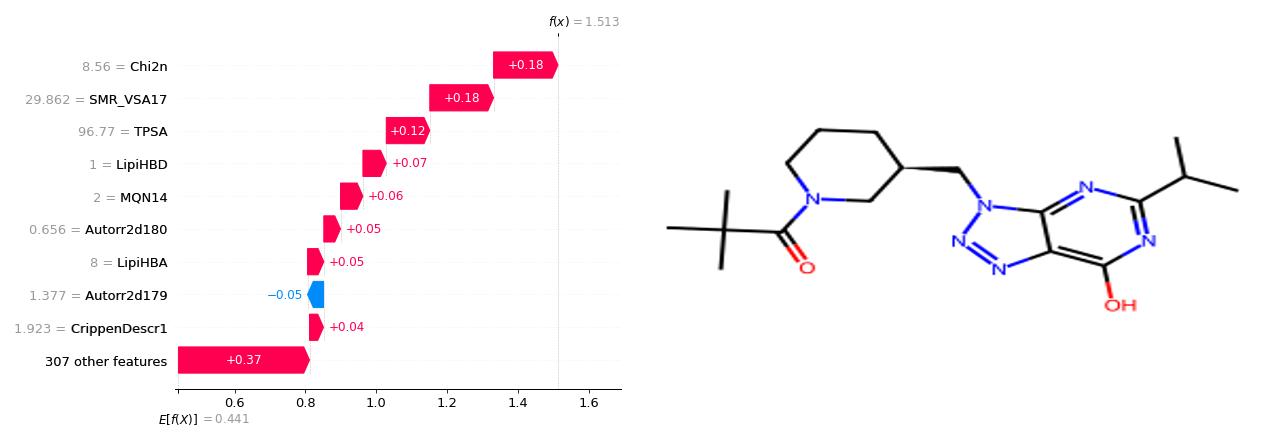 f(x) = 1.513
8.56 = Chi2n
+0.18
29.862 = SMR_VSA17
+0.18
96.77 = TPSA
+0.12
1 = LipiHBD
+0.07
2 = MQN14
+0.06
0.656 = Autorr2d180
+0.05
8 = LipiHBA
+0.05
1.377 = Autorr2d179
−0.05
1.923 = CrippenDescr1
+0.04
307 other features
+0.37
0.6 0.8 1.0 1.2 1.4 1.6
E[f(X)] = 0.441
N
O
N
N
N
N
N
OH